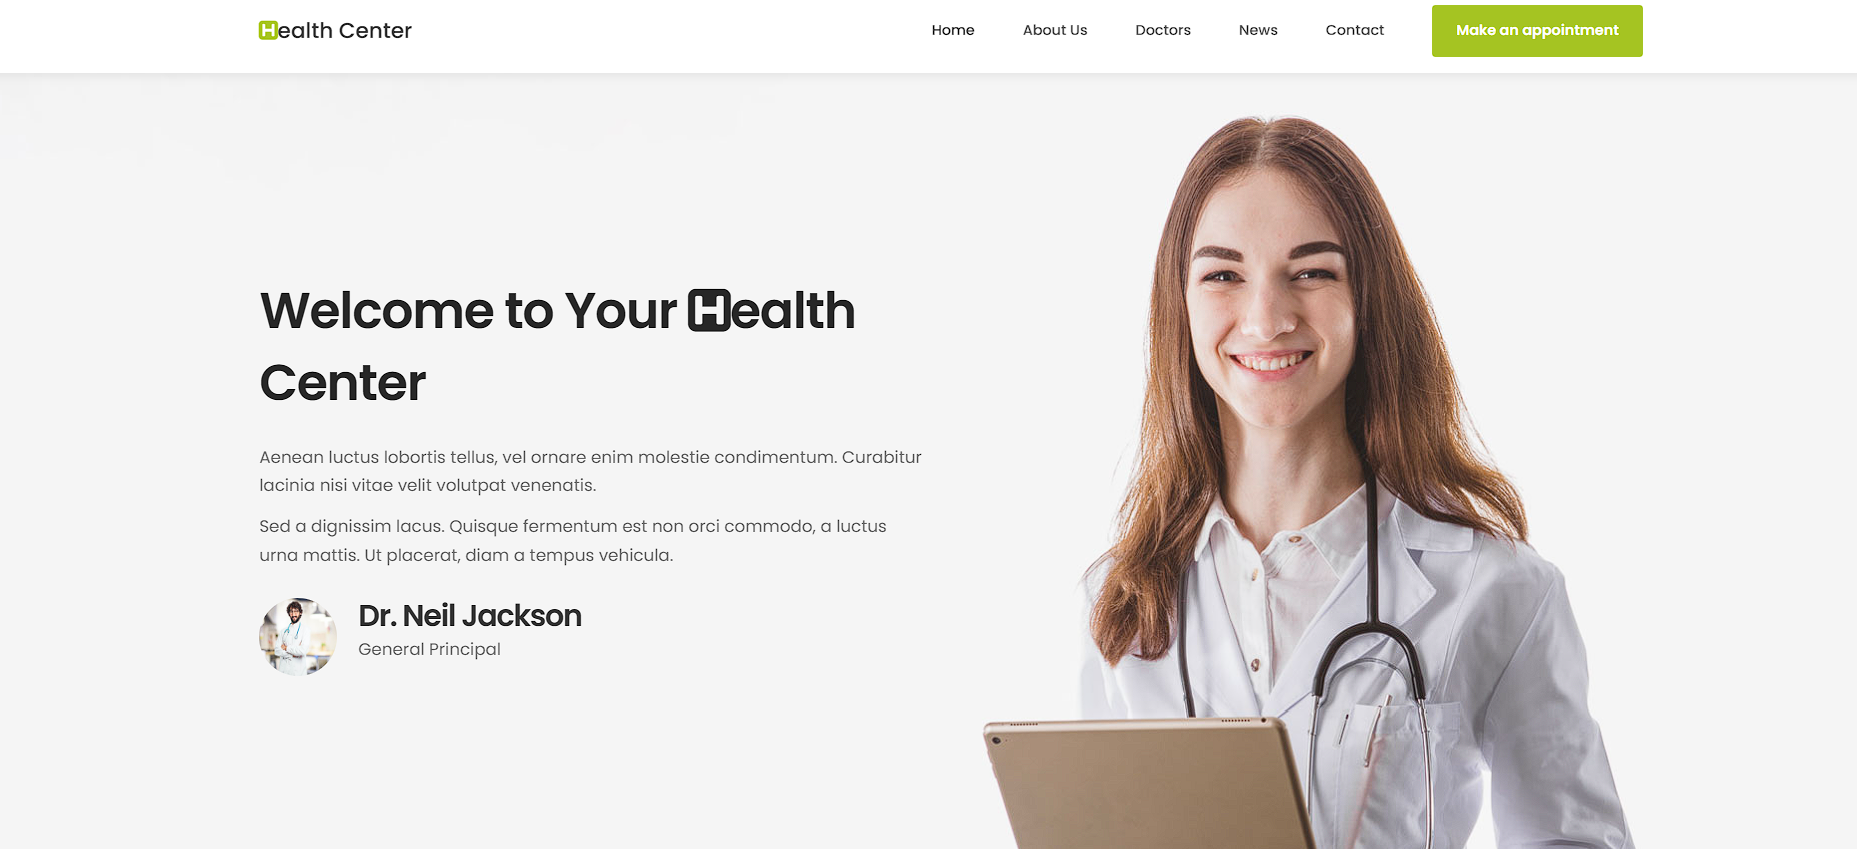 Health Center
Home About Us Doctors News Contact Make an appointment
Welcome to Your Health
Center
Aenean luctus lobortis tellus, vel ornare enim molestie condimentum. Curabitur
lacinia nisi vitae velit volutpat venenatis.
Sed a dignissim lacus. Quisque fermentum est non orci commodo, a luctus
urna mattis. Ut placerat, diam a tempus vehicula.
Dr. Neil Jackson
General Principal